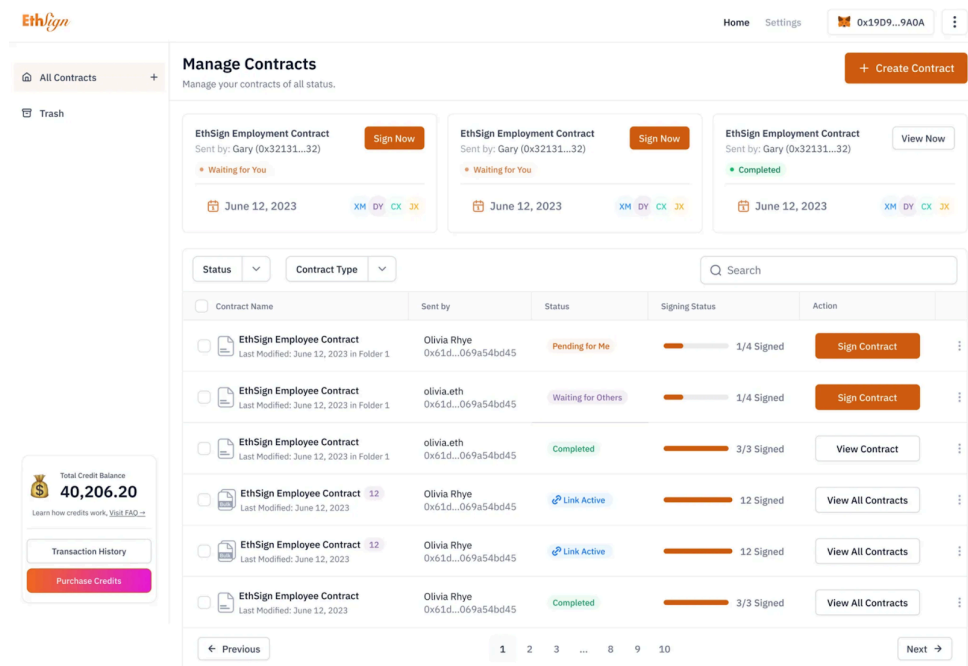 EthSign
Home Settings 0x19D9...9A0A
All Contracts +
Trash
Manage Contracts
Manage your contracts of all status.
+ Create Contract
EthSign Employment Contract
Sent by: Gary (0x32131...32)
Sign Now
Waiting for You
June 12, 2023 XM DY CX JX
EthSign Employment Contract
Sent by: Gary (0x32131...32)
Sign Now
Waiting for You
June 12, 2023 XM DY CX JX
EthSign Employment Contract
Sent by: Gary (0x32131...32)
View Now
Completed
June 12, 2023 XM DY CX JX
Status Contract Type Search
Contract Name Sent by Status Signing Status Action
EthSign Employee Contract Olivia Rhye Pending for Me 1/4 Signed Sign Contract
Last Modified: June 12, 2023 in Folder 1 0x61d...069a54bd45
EthSign Employee Contract olivia.eth Waiting for Others 1/4 Signed Sign Contract
Last Modified: June 12, 2023 in Folder 1 0x61d...069a54bd45
EthSign Employee Contract olivia.eth Completed 3/3 Signed View Contract
Last Modified: June 12, 2023 in Folder 1 0x61d...069a54bd45
EthSign Employee Contract 12 Olivia Rhye Link Active 12 Signed View All Contracts
Last Modified: June 12, 2023 0x61d...069a54bd45
EthSign Employee Contract 12 Olivia Rhye Link Active 12 Signed View All Contracts
Last Modified: June 12, 2023 0x61d...069a54bd45
EthSign Employee Contract Olivia Rhye Completed 3/3 Signed View All Contracts
Last Modified: June 12, 2023 0x61d...069a54bd45
← Previous 1 2 3 ... 8 9 10 Next →
Total Credit Balance
40,206.20
Learn how credits work, Visit FAQ →
Transaction History
Purchase Credits